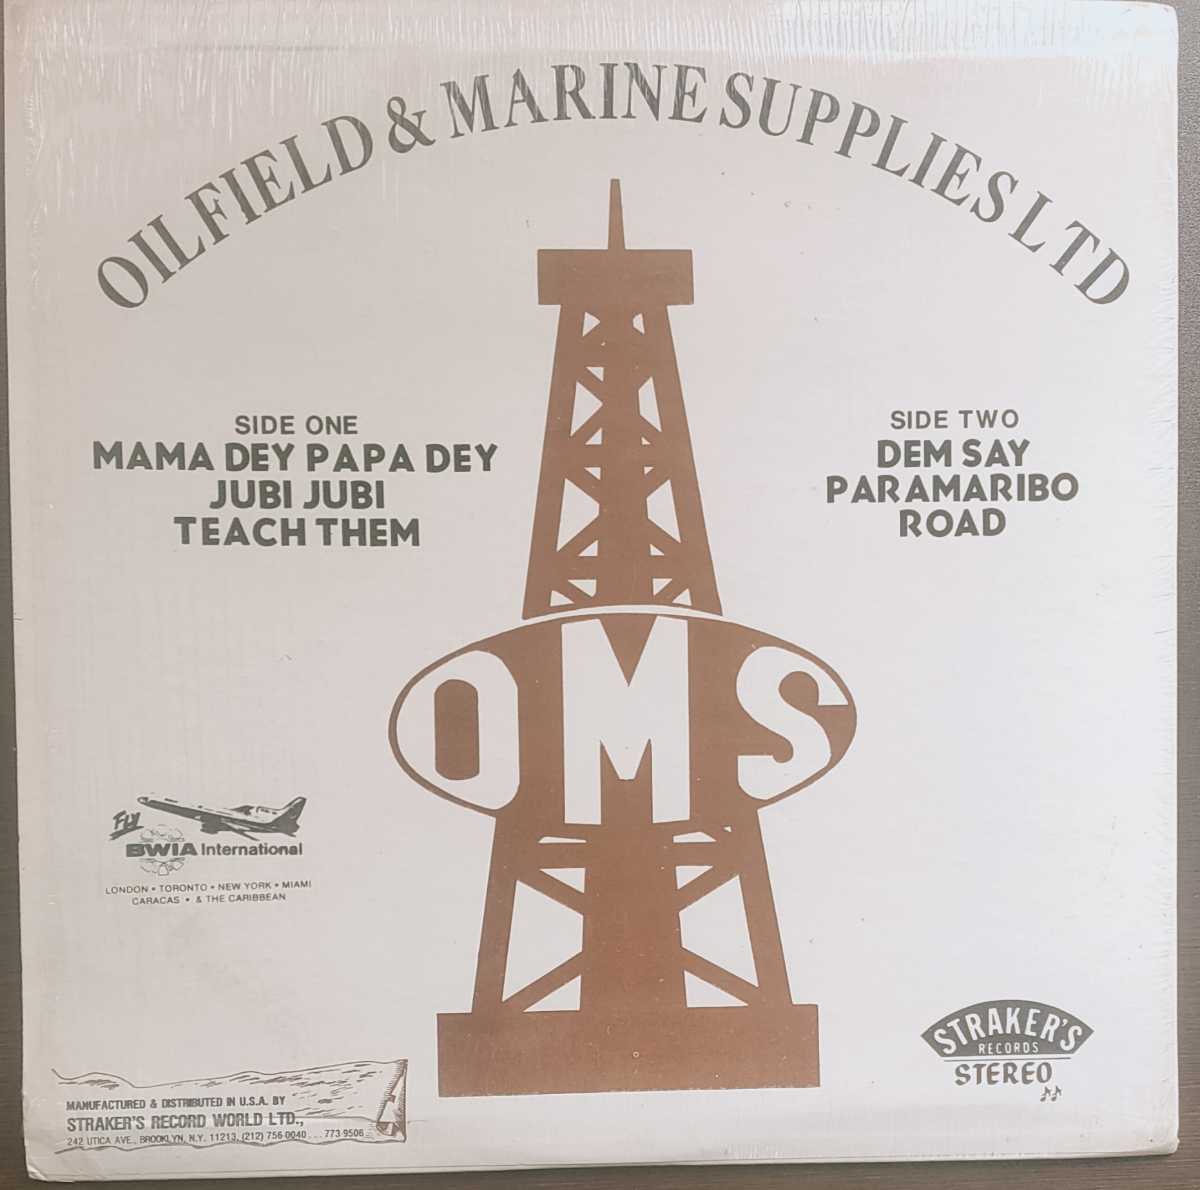 OILFIELD & MARINE SUPPLIES LTD
SIDE ONE
MAMA DEY PAPA DEY
JUBI JUBI
TEACH THEM
SIDE TWO
DEM SAY
PARAMARIBO
ROAD
OMS
FLY
BWIA International
LONDON • TORONTO • NEW YORK • MIAMI
CARACAS • & THE CARIBBEAN
STRAKER'S
RECORDS
STEREO
MANUFACTURED & DISTRIBUTED IN U.S.A. BY
STRAKER'S RECORD WORLD LTD.,
242 UTICA AVE., BROOKLYN, N.Y. 11213, (212) 756-0040 . . . 773-9506